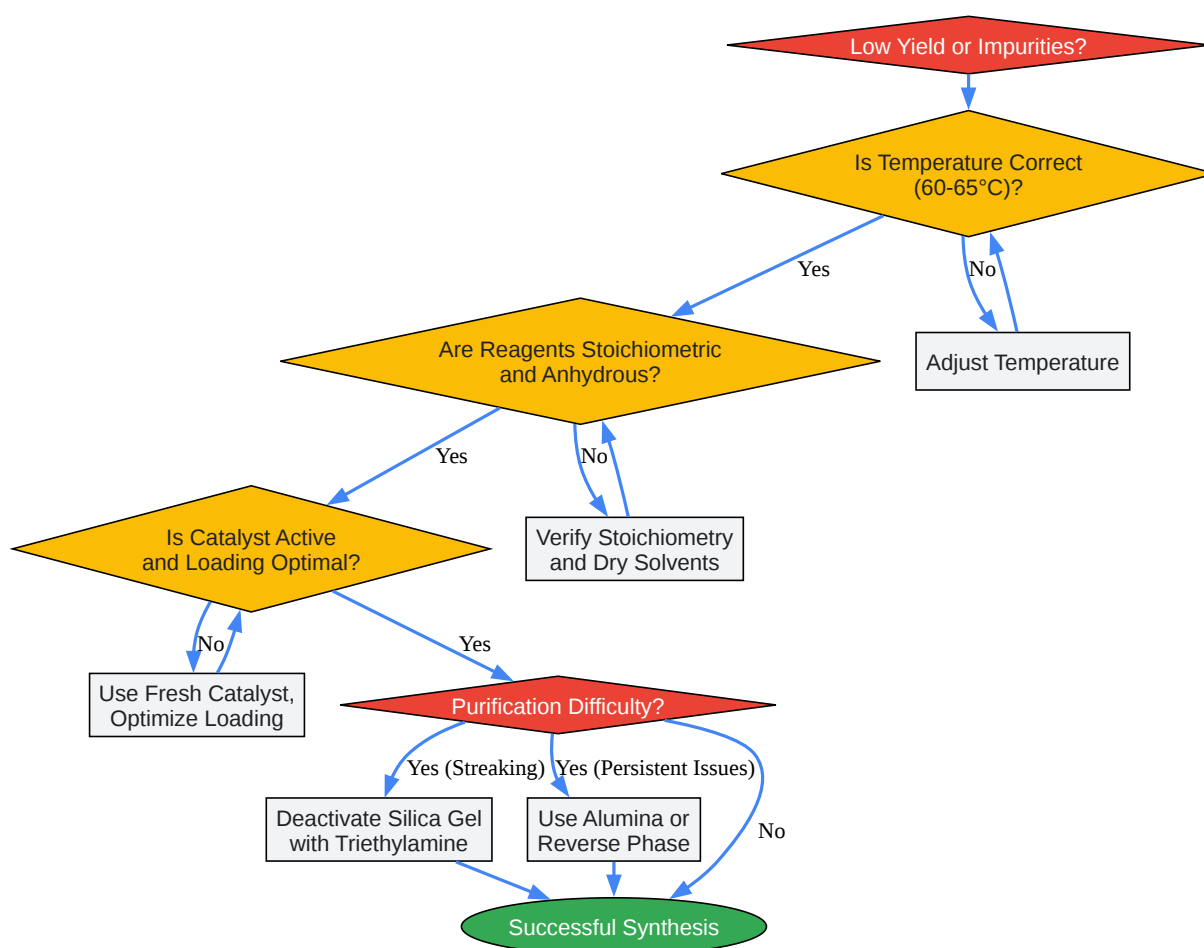 Low Yield or Impurities?
Is Temperature Correct
(60-65°C)?
Yes
No
Adjust Temperature
Are Reagents Stoichiometric
and Anhydrous?
Yes
No
Verify Stoichiometry
and Dry Solvents
Is Catalyst Active
and Loading Optimal?
No
Yes
Use Fresh Catalyst,
Optimize Loading
Purification Difficulty?
Yes (Streaking)
Yes (Persistent Issues)
No
Deactivate Silica Gel
with Triethylamine
Use Alumina or
Reverse Phase
Successful Synthesis